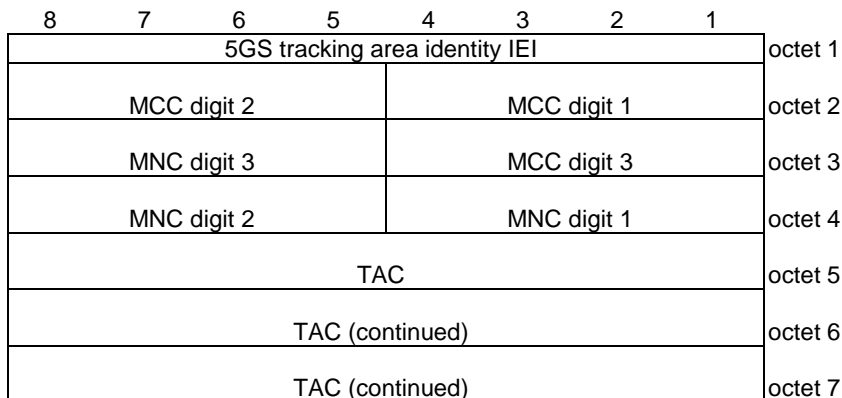 8 7 6 5 4 3 2 1
5GS tracking area identity IEI octet 1
MCC digit 2 MCC digit 1 octet 2
MNC digit 3 MCC digit 3 octet 3
MNC digit 2 MNC digit 1 octet 4
TAC octet 5
TAC (continued) octet 6
TAC (continued) octet 7